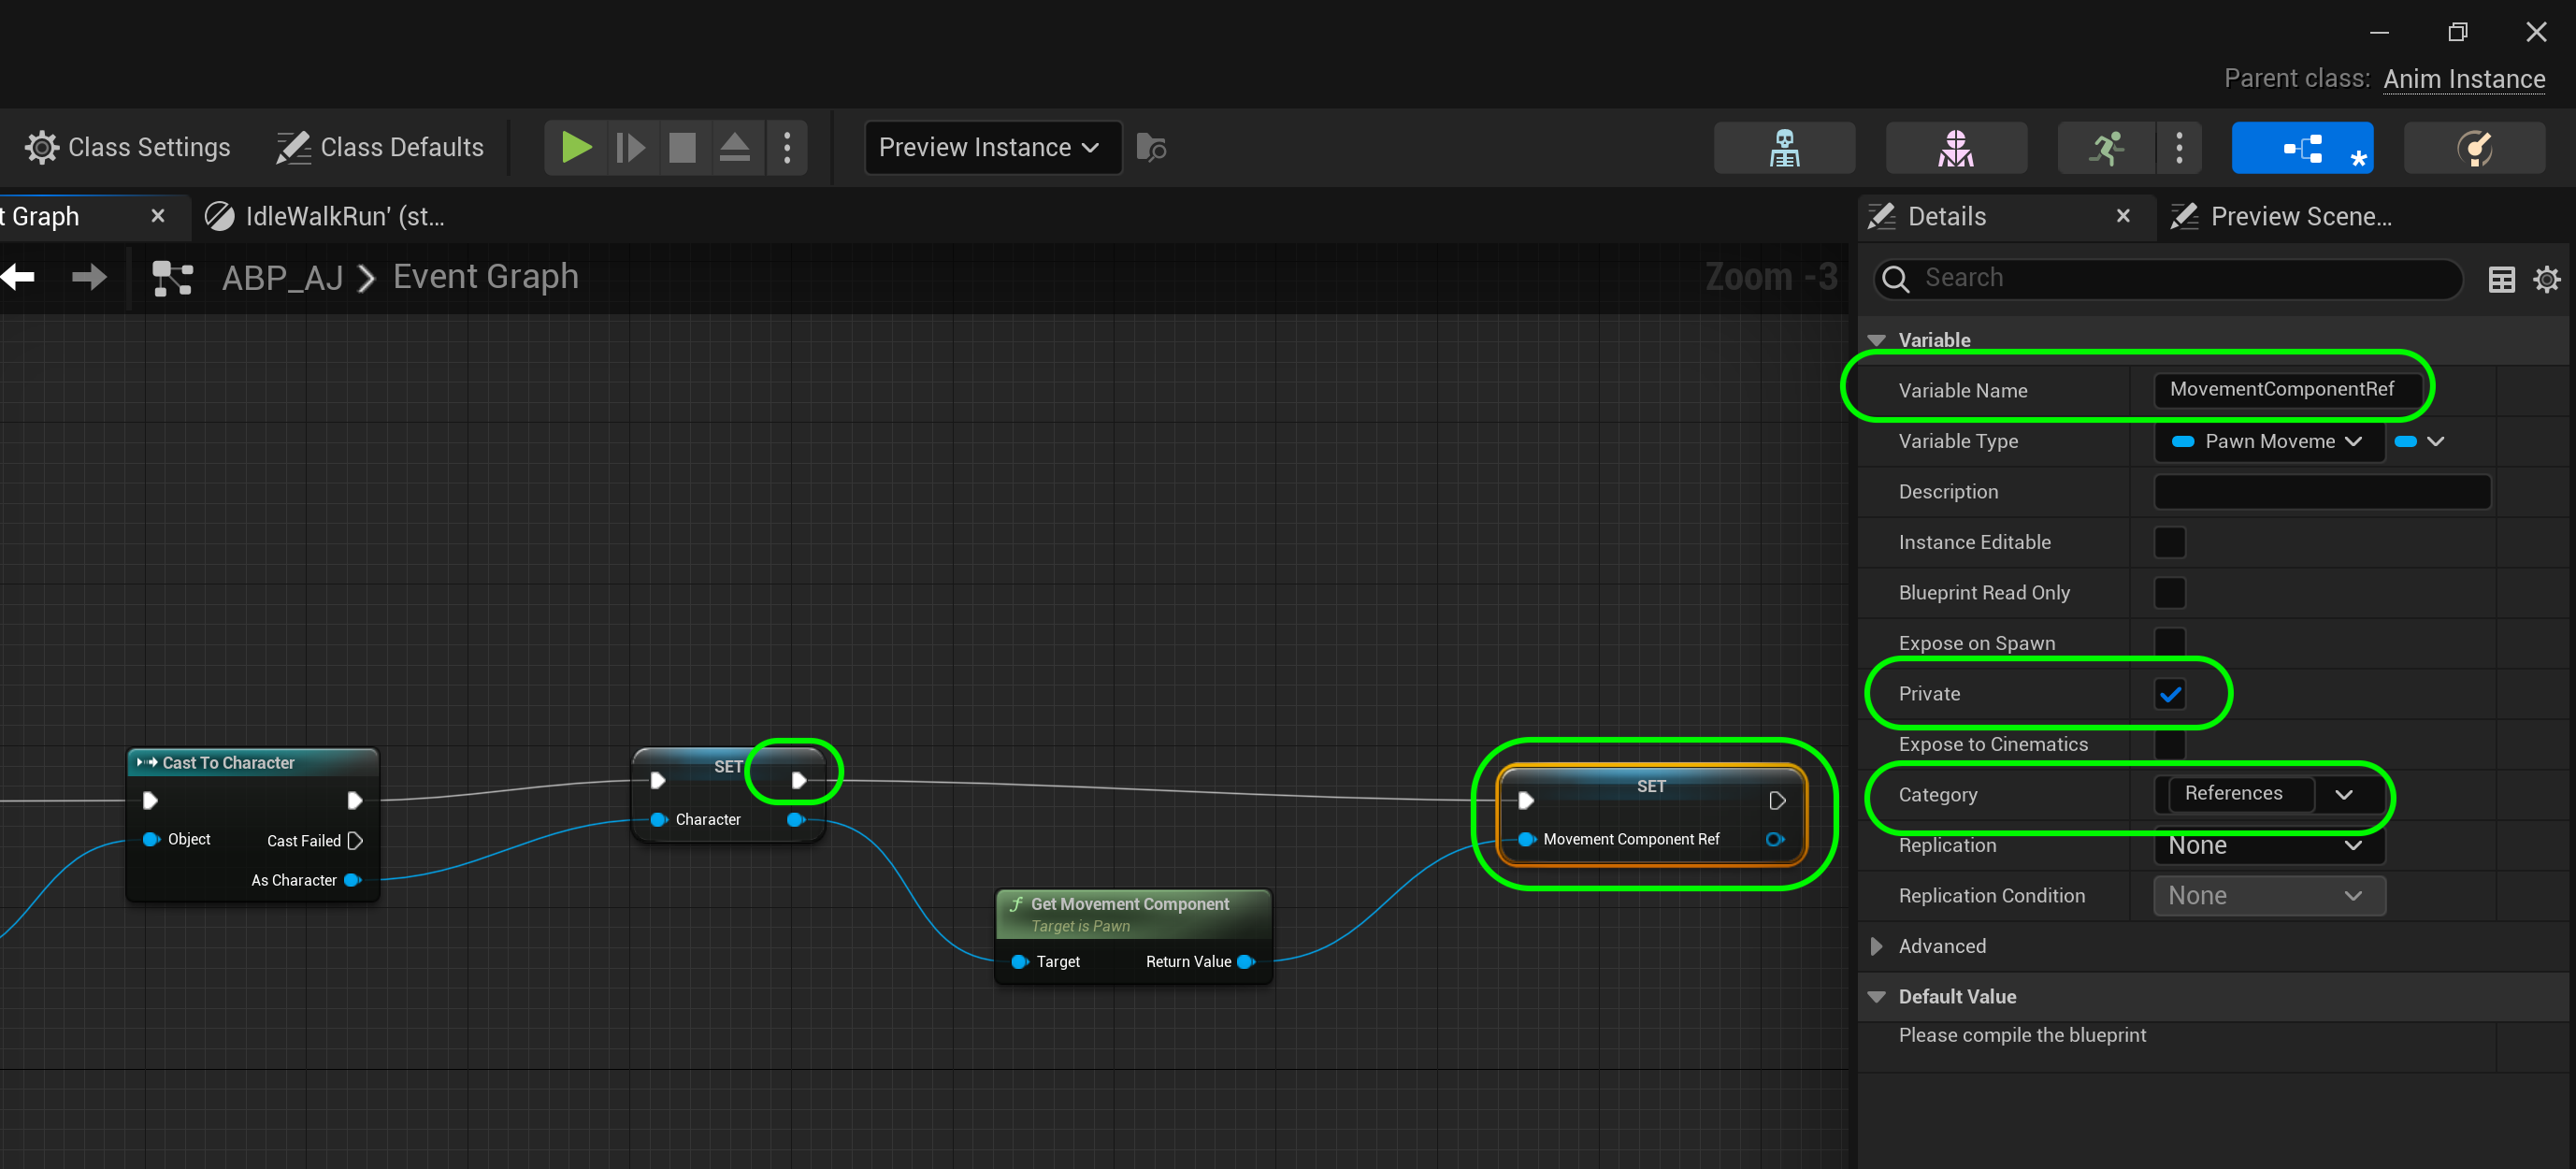 Parent class: Anim Instance
Class Settings
Class Defaults
Preview Instance
t Graph
IdleWalkRun' (st...
Details
Preview Scene...
ABP_AJ
Event Graph
Zoom -3
Search
Variable
Variable Name
MovementComponentRef
Variable Type
Pawn Moveme
Description
Instance Editable
Blueprint Read Only
Expose on Spawn
Private
Expose to Cinematics
Category
References
Replication
None
Replication Condition
None
Advanced
Default Value
Please compile the blueprint
Cast To Character
Object
Cast Failed
As Character
SET
Character
Get Movement Component
Target is Pawn
Target
Return Value
SET
Movement Component Ref